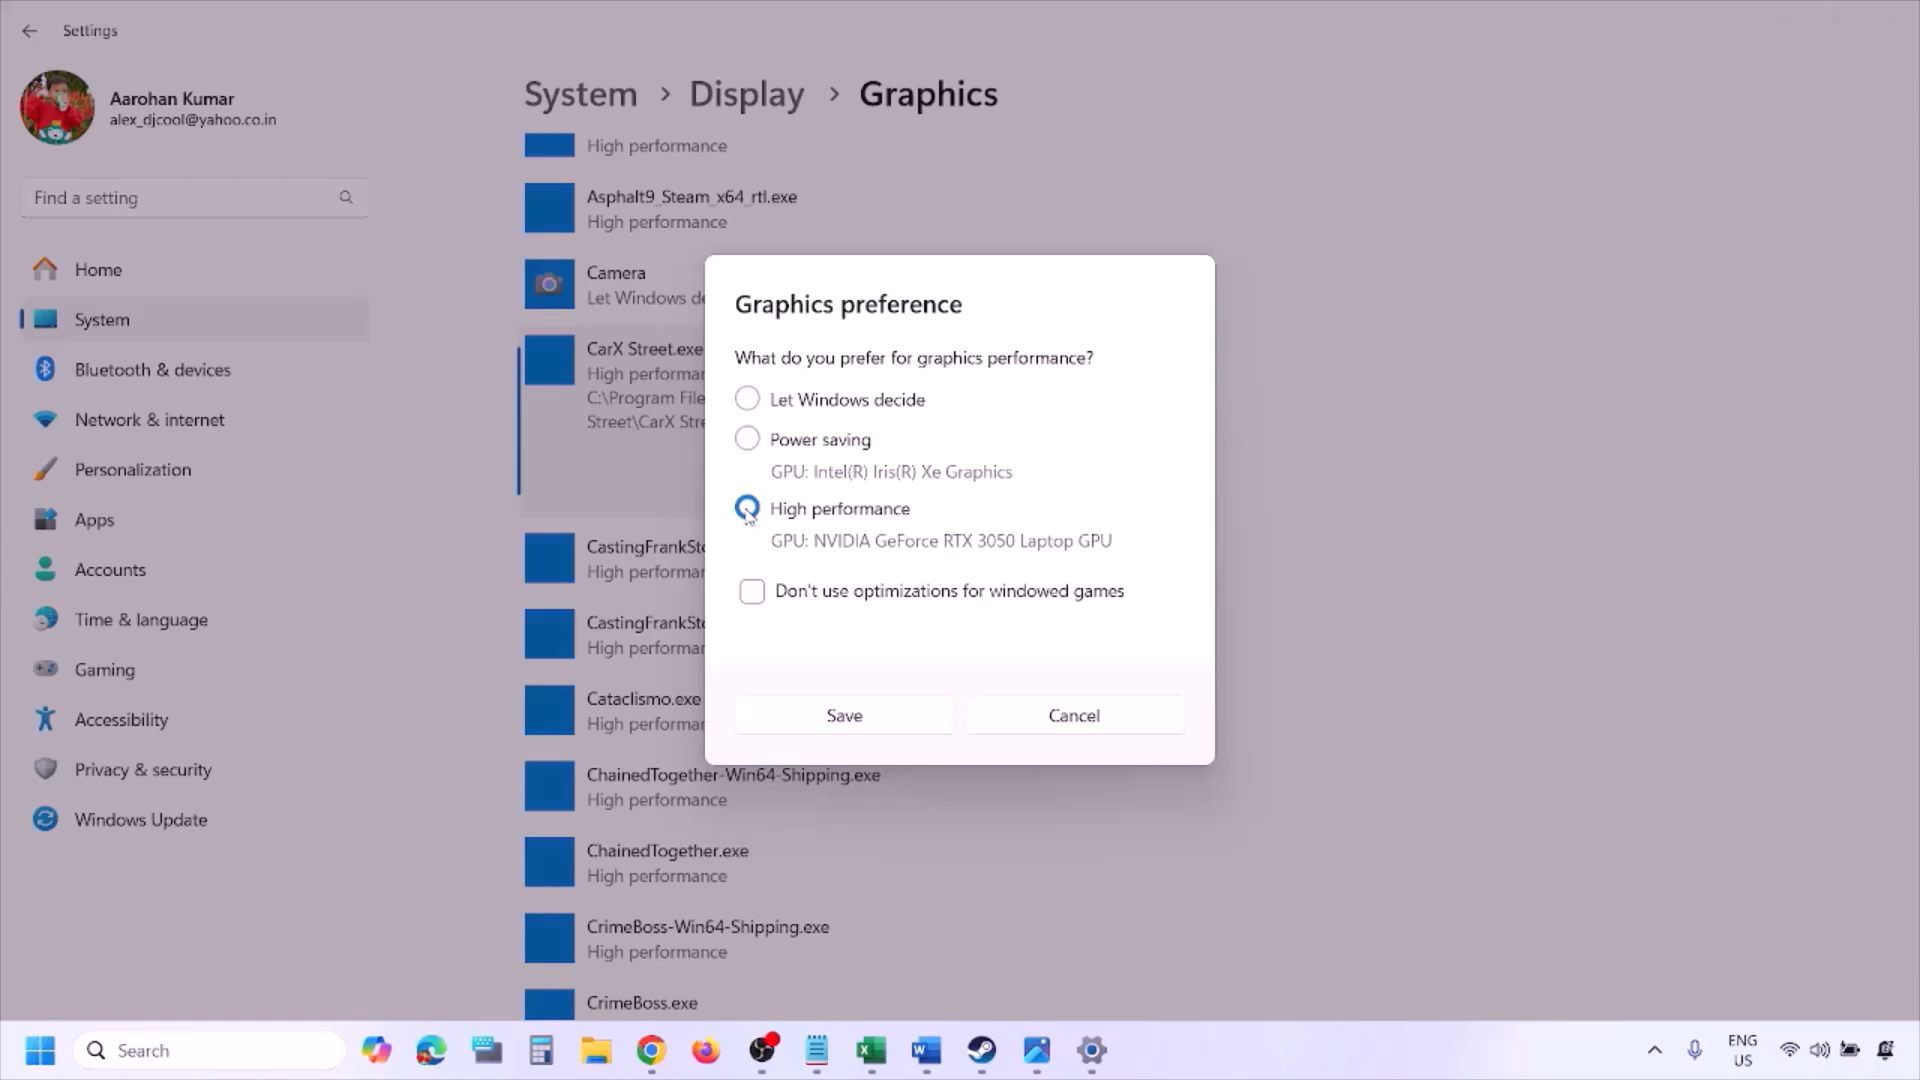 Settings
Aarohan Kumar
alex_djcool@yahoo.co.in
Find a setting
Home
System
Bluetooth & devices
Network & internet
Personalization
Apps
Accounts
Time & language
Gaming
Accessibility
Privacy & security
Windows Update
System > Display > Graphics
High performance
Asphalt9_Steam_x64_rtl.exe
High performance
Camera
Let Windows de
CarX Street.exe
High performan
C:\Program File
Street\CarX Stre
CastingFrankSto
High performan
CastingFrankSto
High performan
Cataclismo.exe
High performan
ChainedTogether-Win64-Shipping.exe
High performance
ChainedTogether.exe
High performance
CrimeBoss-Win64-Shipping.exe
High performance
CrimeBoss.exe
Graphics preference
What do you prefer for graphics performance?
Let Windows decide
Power saving
GPU: Intel(R) Iris(R) Xe Graphics
High performance
GPU: NVIDIA GeForce RTX 3050 Laptop GPU
Don't use optimizations for windowed games
Save
Cancel
Search
ENG
US